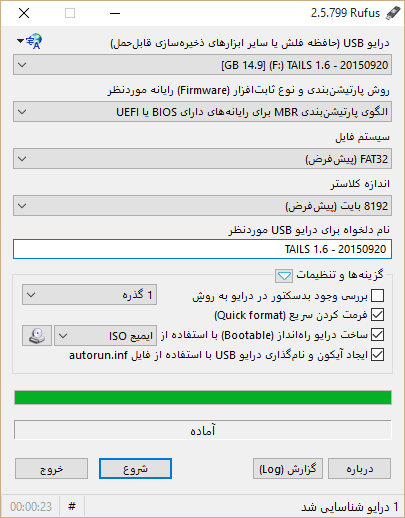 2.5.799 Rufus
درایو USB (حافظه فلش یا سایر ابزارهای ذخیره‌سازی قابل‌حمل)
[GB 14.9] (F:) TAILS 1.6 - 20150920
روش پارتیشن‌بندی و نوع ثابت‌افزار (Firmware) رایانه موردنظر
الگوی پارتیشن‌بندی MBR برای رایانه‌های دارای BIOS یا UEFI
سیستم فایل
FAT32 (پیش‌فرض)
اندازه کلاستر
8192 بایت (پیش‌فرض)
نام دلخواه برای درایو USB موردنظر
TAILS 1.6 - 20150920
گزینه‌ها و تنظیمات
بررسی وجود بدسکتور در درایو به روش 1 گذره
فرمت کردن سریع (Quick format)
ساخت درایو راه‌انداز (Bootable) با استفاده از ایمیج ISO
ایجاد آیکون و نام‌گذاری درایو USB با استفاده از فایل autorun.inf
آماده
درباره گزارش (Log) شروع خروج
1 درایو شناسایی شد # 00:00:23